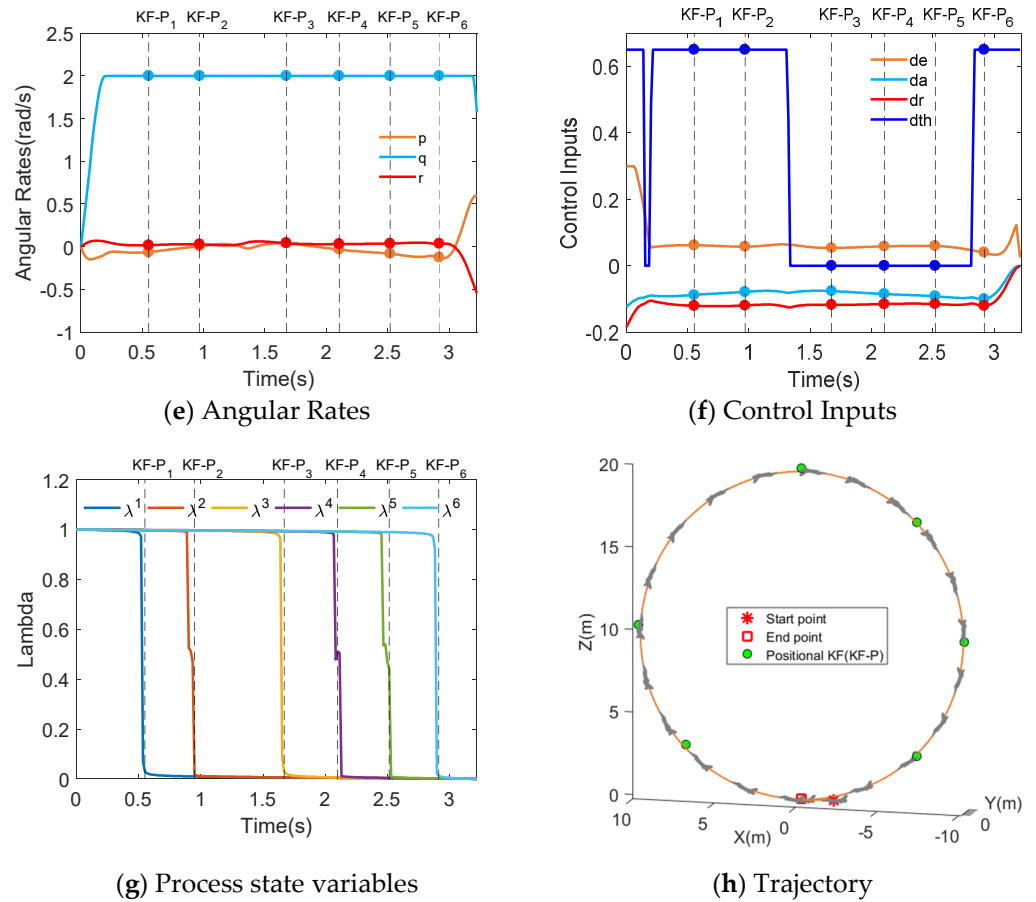 KF-P1 KF-P2 KF-P3 KF-P4 KF-P5 KF-P6
2.5
2
1.5
1
0.5
0
-0.5
-1
Angular Rates(rad/s)
p
q
r
0 0.5 1 1.5 2 2.5 3
Time(s)
(e) Angular Rates
KF-P1 KF-P2 KF-P3 KF-P4 KF-P5 KF-P6
0.6
0.4
0.2
0
-0.2
Control Inputs
de
da
dr
dth
0 0.5 1 1.5 2 2.5 3
Time(s)
(f) Control Inputs
KF-P1 KF-P2 KF-P3 KF-P4 KF-P5 KF-P6
1.2
1
0.8
0.6
0.4
0.2
0
Lambda
λ1 λ2 λ3 λ4 λ5 λ6
0 0.5 1 1.5 2 2.5 3
Time(s)
(g) Process state variables
20
15
10
5
0
Z(m)
Start point
End point
Positional KF(KF-P)
10 5 0 -5 -10
X(m)
Y(m)
0
(h) Trajectory